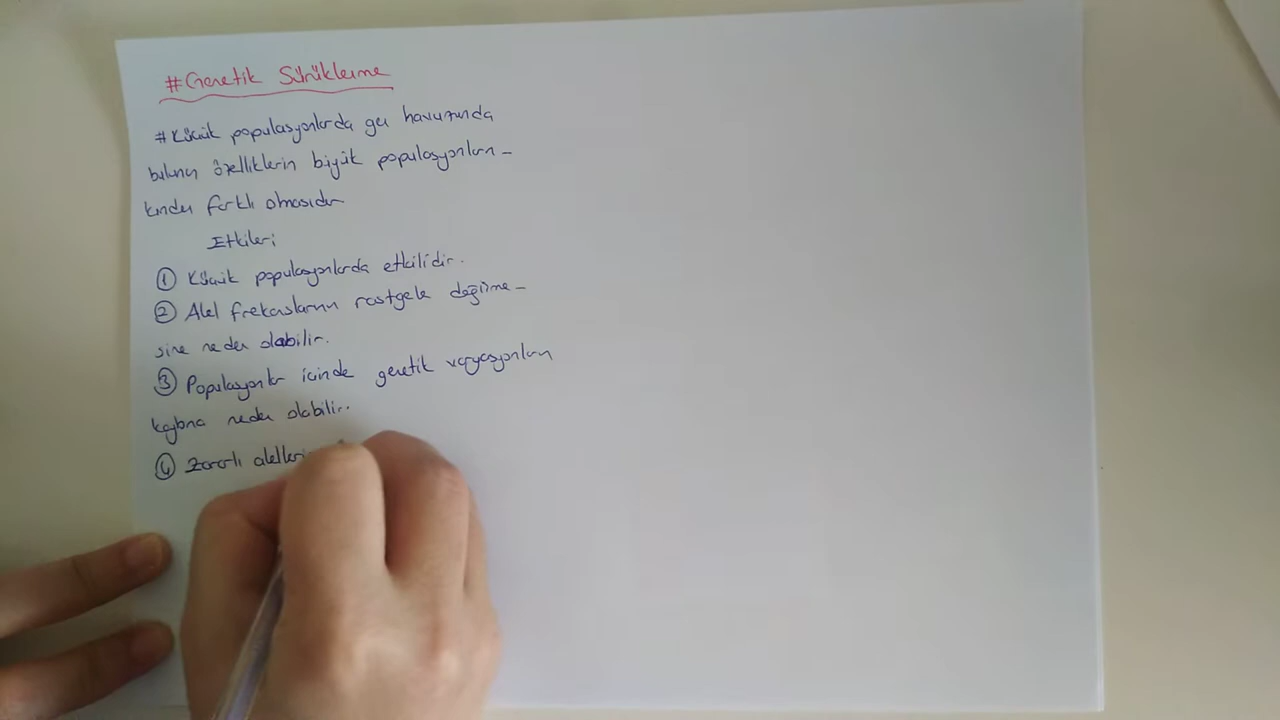 #Genetik Sürüklenme
#Küçük populasyonlarda gen havuzunda
bulunan özelliklerin büyük populasyonların-
kinden farklı olmasıdır
Etkileri
① Küçük populasyonlarda etkilidir.
② Alel frekanslarının rastgele değişme-
sine neden olabilir.
③ Populasyonlar içinde genetik varyasyonların
kaybına neden olabilir.
④ Zararlı alelleri